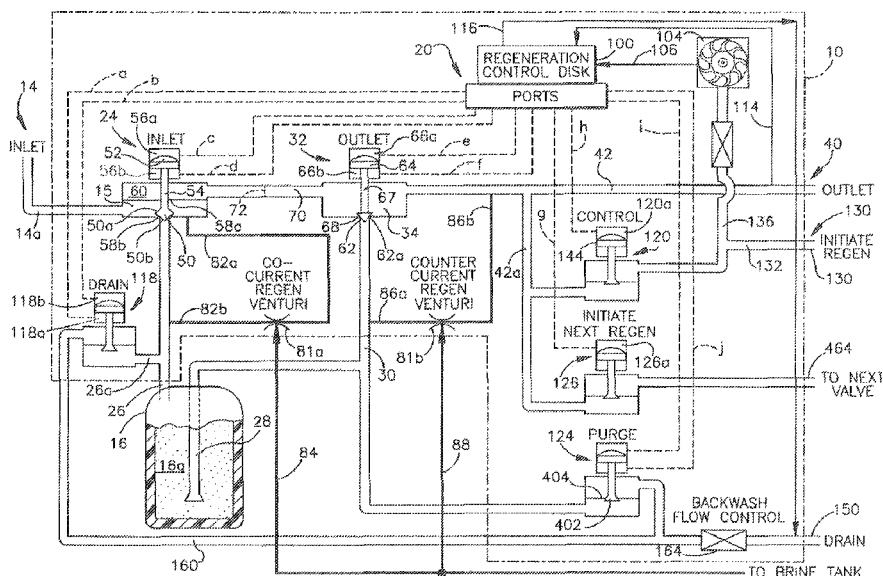 116
104
20
100
106
10
REGENERATION
CONTROL DISK
PORTS
a
b
14
114
INLET
24
56a
INLET
c
52
56b
d
32
OUTLET
66a
e
64
66b
f
h
i
40
42
OUTLET
15
60
54
72
70
67
14a
50a
58b
50b
50
58a
68
62
62a
34
86b
82a
g
CONTROL
120a
144
120
136
130
INITIATE
REGEN
132
130
42a
DRAIN
118
118b
118a
CO-
CURRENT
REGEN
VENTURI
82b
81a
COUNTER
CURRENT
REGEN
VENTURI
86a
81b
30
INITIATE
NEXT REGEN
126
126a
j
464
TO NEXT
VALVE
26a
26
16
28
16a
84
88
124
PURGE
404
402
BACKWASH
FLOW CONTROL
164
150
DRAIN
160
TO BRINE TANK